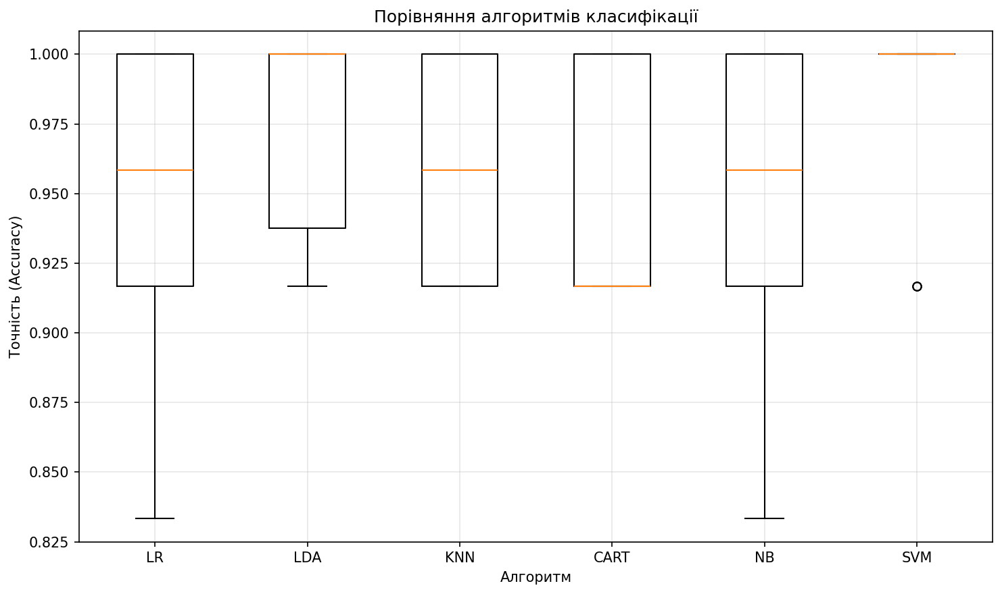 Порівняння алгоритмів класифікації
Точність (Accuracy)
1.000
0.975
0.950
0.925
0.900
0.875
0.850
0.825
LR LDA KNN CART NB SVM
Алгоритм